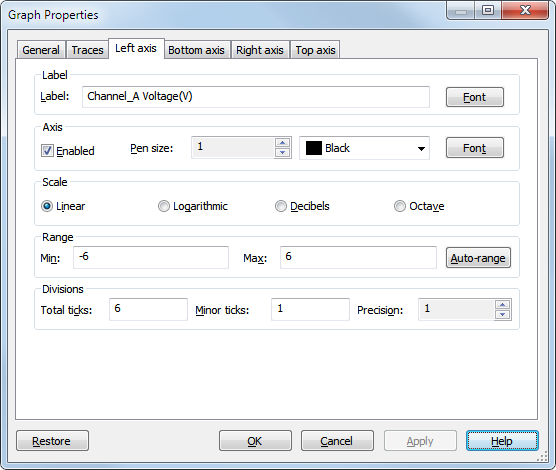 Graph Properties
General Traces Left axis Bottom axis Right axis Top axis
Label
Label: Channel_A Voltage(V) Font
Axis
Enabled Pen size: 1 Black Font
Scale
Linear Logarithmic Decibels Octave
Range
Min: -6 Max: 6 Auto-range
Divisions
Total ticks: 6 Minor ticks: 1 Precision: 1
Restore OK Cancel Apply Help